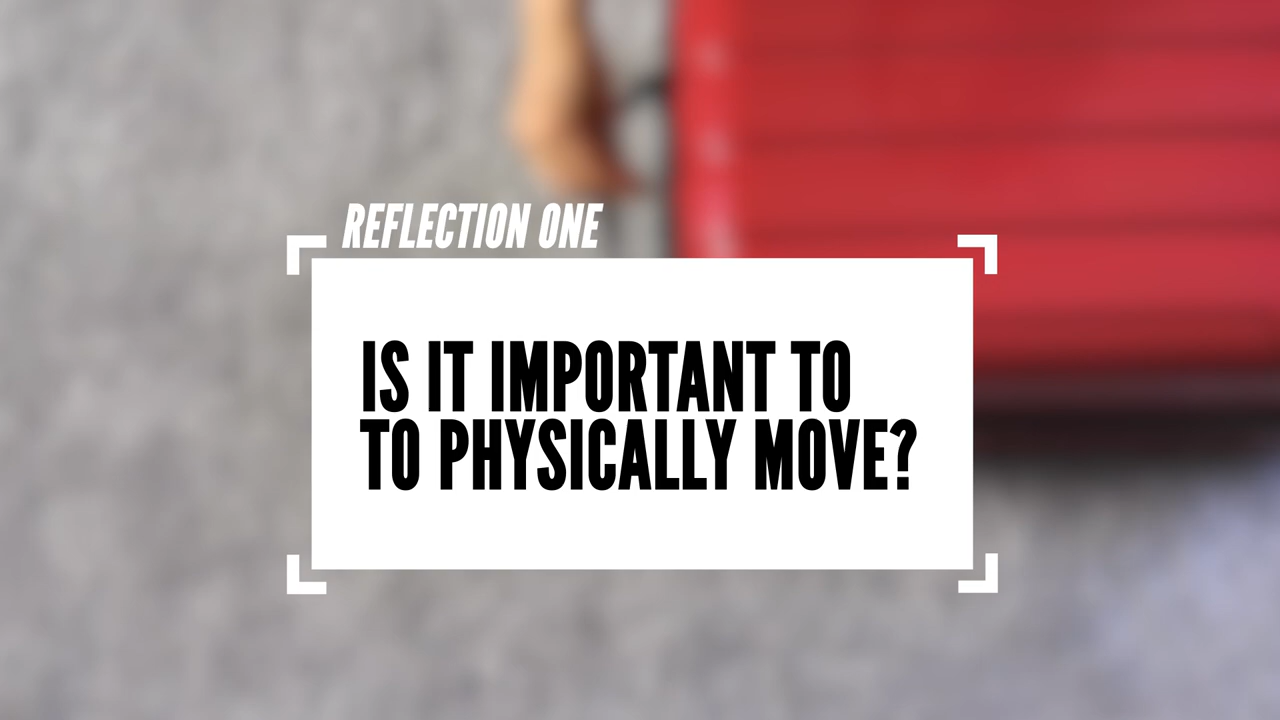 REFLECTION ONE
IS IT IMPORTANT TO
TO PHYSICALLY MOVE?